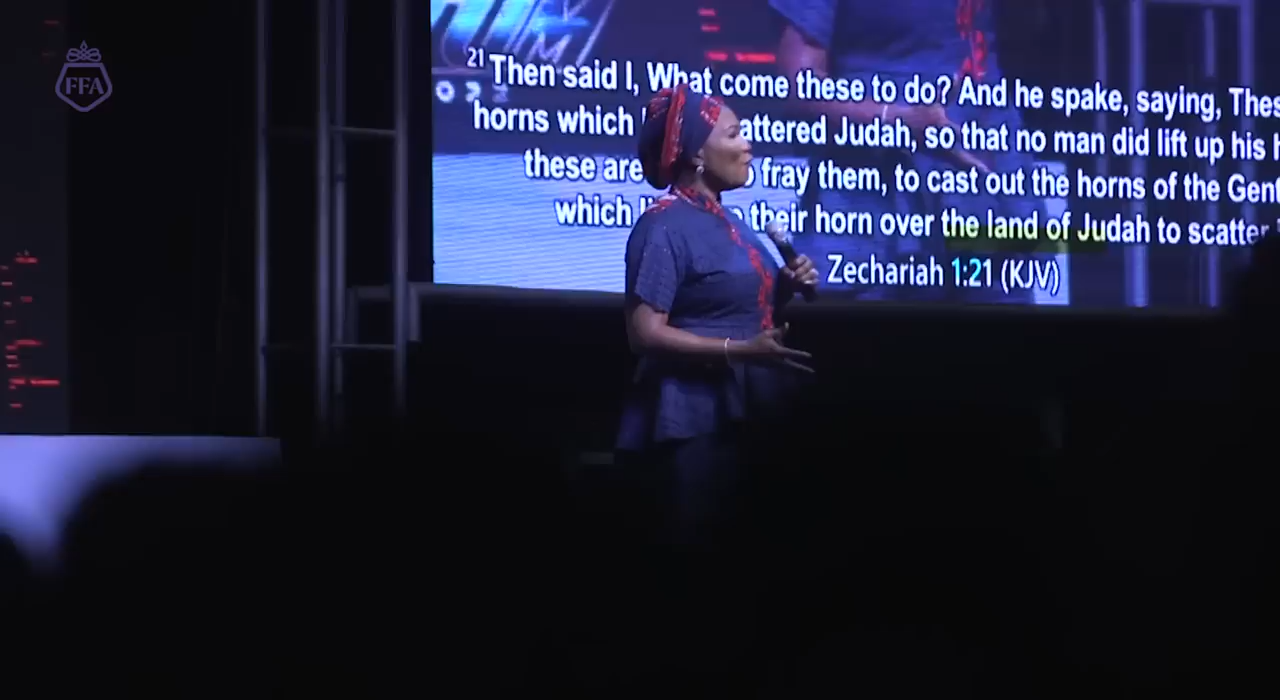 FFA
21 Then said I, What come these to do? And he spake, saying, Thes
horns which attered Judah, so that no man did lift up his h
these are fray them, to cast out the horns of the Gent
which their horn over the land of Judah to scatter
Zechariah 1:21 (KJV)